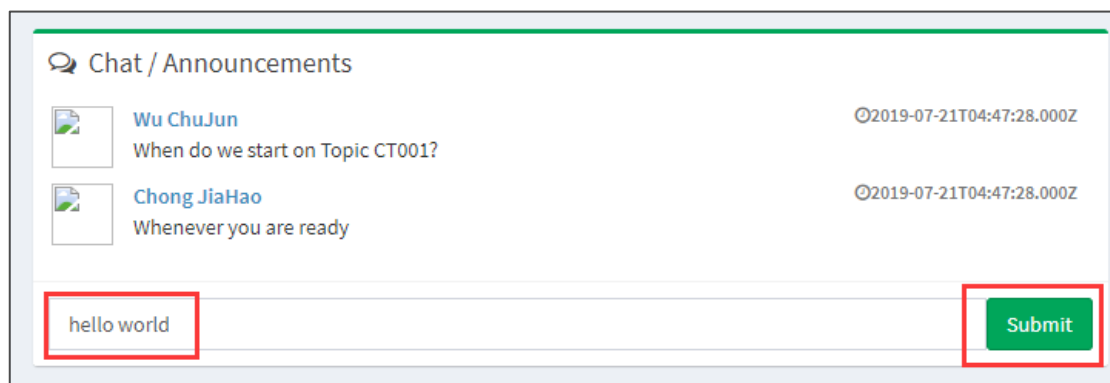 Chat / Announcements
Wu ChuJun 2019-07-21T04:47:28.000Z
When do we start on Topic CT001?
Chong JiaHao 2019-07-21T04:47:28.000Z
Whenever you are ready
hello world Submit